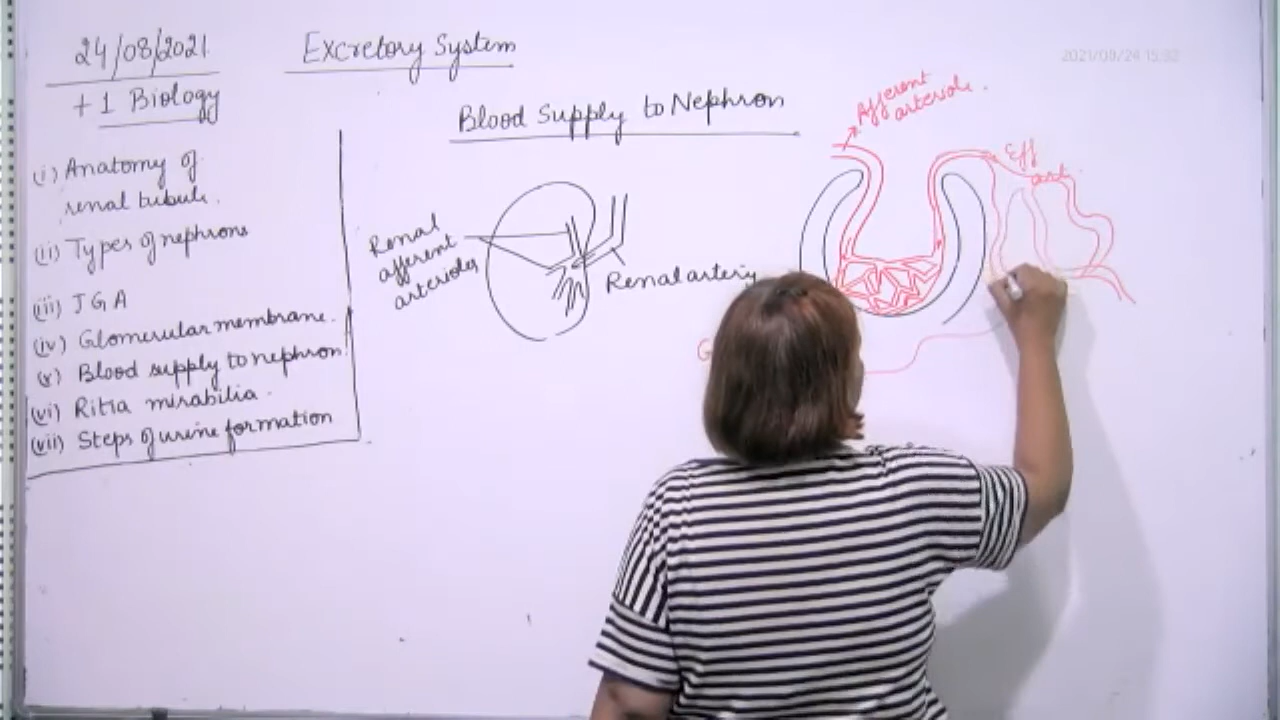 24/08/2021
+1 Biology
Excretory System
Blood Supply to Nephron
(i) Anatomy of
renal tubule.
(ii) Types of nephrons
(iii) JGA
(iv) Glomerular membrane.
(v) Blood supply to nephron.
(vi) Ritia mirabilia.
(vii) Steps of urine formation
Renal
afferent
arterioles
Renal artery
Afferent
arteriole.
Eff
art.
G
2021/08/24 15: